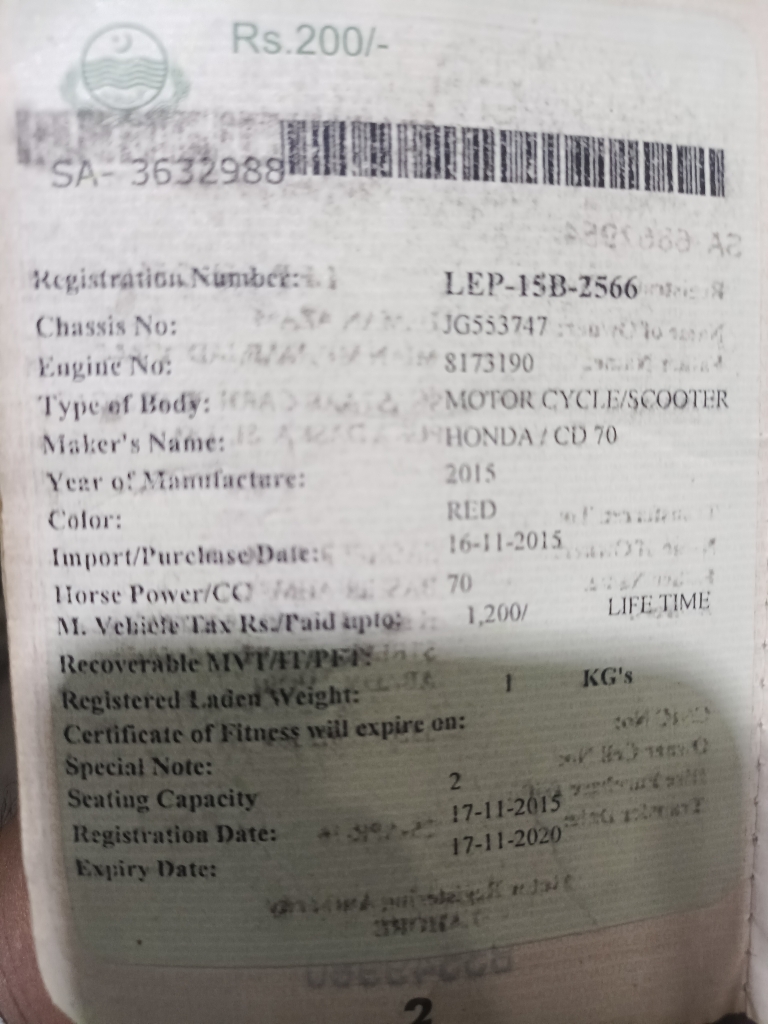 Rs.200/-
SA- 3632988
Registration Number: LEP-15B-2566
Chassis No: JG553747
Engine No: 8173190
Type of Body: MOTOR CYCLE/SCOOTER
Maker's Name: HONDA / CD 70
Year of Manufacture: 2015
Color: RED
Import/Purchase Date: 16-11-2015
Horse Power/CC 70
M. Vehicle Tax Rs./Paid upto: 1,200/ LIFE TIME
Recoverable MVT/IT/PFT:
Registered Laden Weight: 1 KG's
Certificate of Fitness will expire on:
Special Note:
Seating Capacity 2
Registration Date: 17-11-2015
Expiry Date: 17-11-2020
2